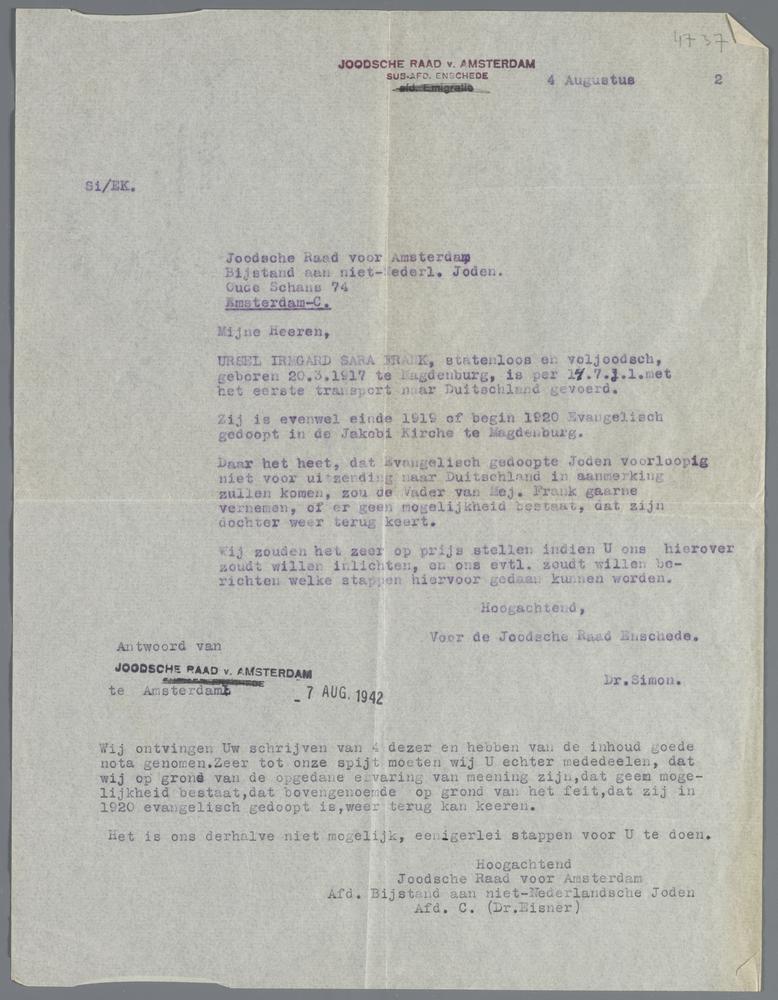 4737
JOODSCHE RAAD v. AMSTERDAM
SUB-AFD. ENSCHEDE
afd. Emigratie
4 Augustus 2
Si/EK.
Joodsche Raad voor Amsterdam
Bijstand aan niet-Nederl. Joden.
Oude Schans 74
Amsterdam-C.
Mijne Heeren,
URSEL IRMGARD SARA FRANK, statenloos en voljoodsch,
geboren 20.3.1917 te Magdenburg, is per 17.7.j.l.met
het eerste transport naar Duitschland gevoerd.
Zij is evenwel einde 1919 of begin 1920 Evangelisch
gedoopt in de Jakobi Kirche te Magdenburg.
Daar het heet, dat Evangelisch gedoopte Joden voorloopig
niet voor uitzending naar Duitschland in aanmerking
zullen komen, zou de Vader van Mej. Frank gaarne
vernemen, of er geen mogelijkheid bestaat, dat zijn
dochter weer terug keert.
Wij zouden het zeer op prijs stellen indien U ons hierover
zoudt willen inlichten, en ons evtl. zoudt willen be-
richten welke stappen hiervoor gedaan kunnen worden.
Hoogachtend,
Voor de Joodsche Raad Enschede.
Dr.Simon.
Antwoord van
JOODSCHE RAAD v. AMSTERDAM
te Amsterdam
- 7 AUG. 1942
Wij ontvingen Uw schrijven van 4 dezer en hebben van de inhoud goede
nota genomen.Zeer tot onze spijt moeten wij U echter mededeelen, dat
wij op grond van de opgedane ervaring van meening zijn,dat geen moge-
lijkheid bestaat,dat bovengenoemde op grond van het feit,dat zij in
1920 evangelisch gedoopt is,weer terug kan keeren.
Het is ons derhalve niet mogelijk, eenigerlei stappen voor U te doen.
Hoogachtend
Joodsche Raad voor Amsterdam
Afd. Bijstand aan niet-Nederlandsche Joden
Afd. C. (Dr.Eisner)